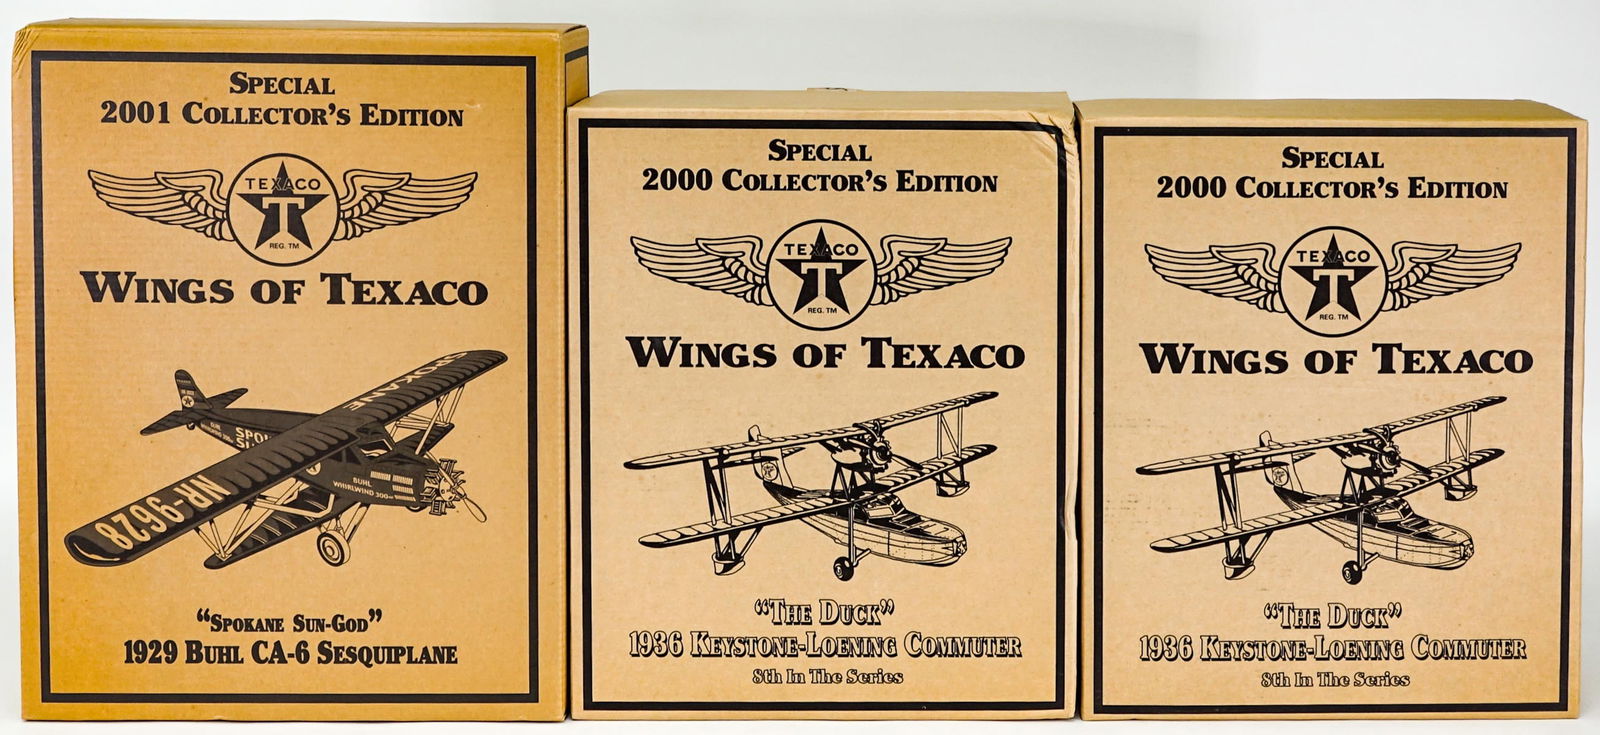 SPECIAL
2001 COLLECTOR'S EDITION
TEXACO
T
REG. TM
WINGS OF TEXACO
SPOKANE
NR-9628
BUHL
WHIRLWIND 300
"SPOKANE SUN-GOD"
1929 BUHL CA-6 SESQUIPLANE
SPECIAL
2000 COLLECTOR'S EDITION
TEXACO
T
REG. TM
WINGS OF TEXACO
"THE DUCK"
1936 KEYSTONE-LOENING COMMUTER
8th In The Series
SPECIAL
2000 COLLECTOR'S EDITION
TEXACO
T
REG. TM
WINGS OF TEXACO
"THE DUCK"
1936 KEYSTONE-LOENING COMMUTER
8th In The Series